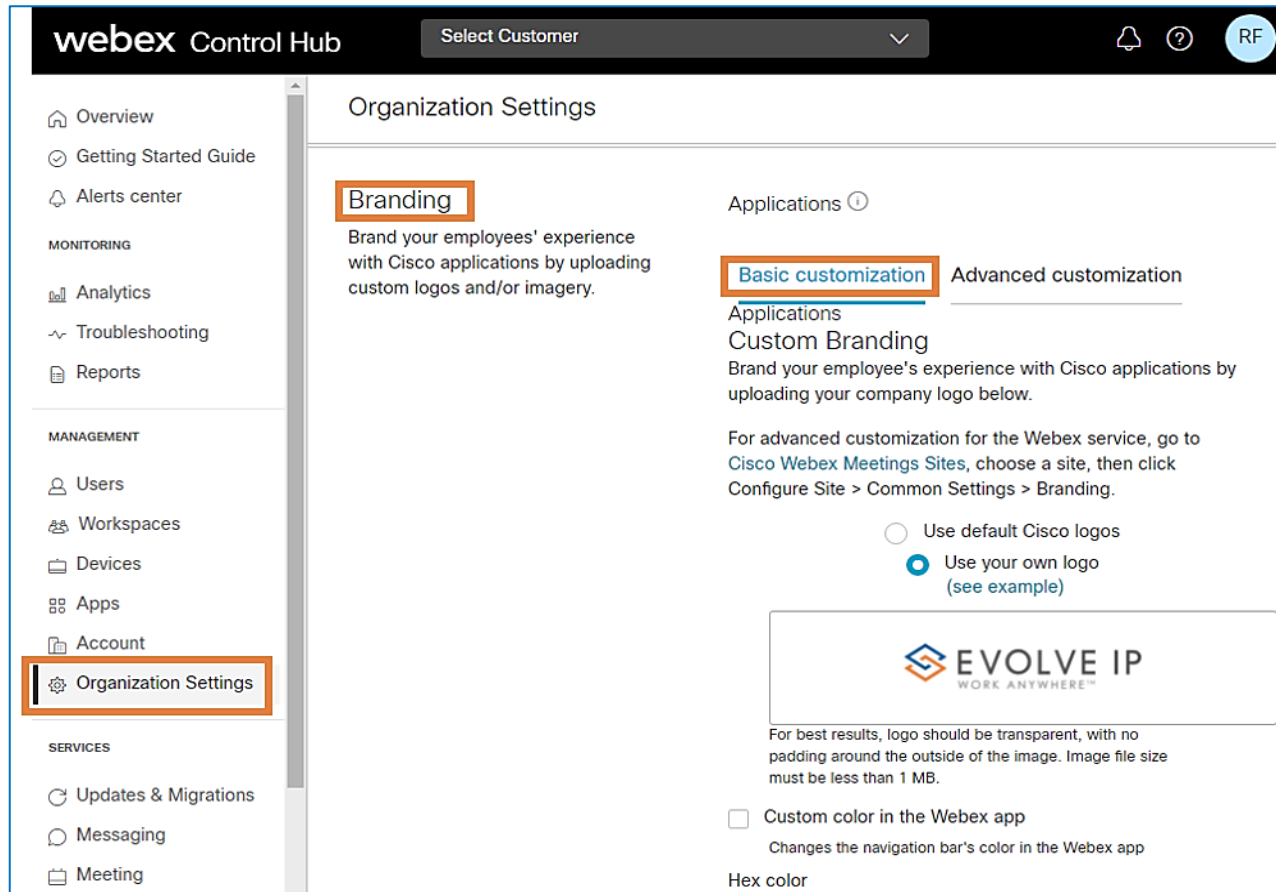 webex Control Hub
Select Customer
RF
Overview
Getting Started Guide
Alerts center
MONITORING
Analytics
Troubleshooting
Reports
MANAGEMENT
Users
Workspaces
Devices
Apps
Account
Organization Settings
SERVICES
Updates & Migrations
Messaging
Meeting
Organization Settings
Branding
Brand your employees' experience
with Cisco applications by uploading
custom logos and/or imagery.
Applications
Basic customization
Advanced customization
Applications
Custom Branding
Brand your employee's experience with Cisco applications by
uploading your company logo below.
For advanced customization for the Webex service, go to
Cisco Webex Meetings Sites, choose a site, then click
Configure Site > Common Settings > Branding.
Use default Cisco logos
Use your own logo
(see example)
EVOLVE IP
WORK ANYWHERE™
For best results, logo should be transparent, with no
padding around the outside of the image. Image file size
must be less than 1 MB.
Custom color in the Webex app
Changes the navigation bar's color in the Webex app
Hex color